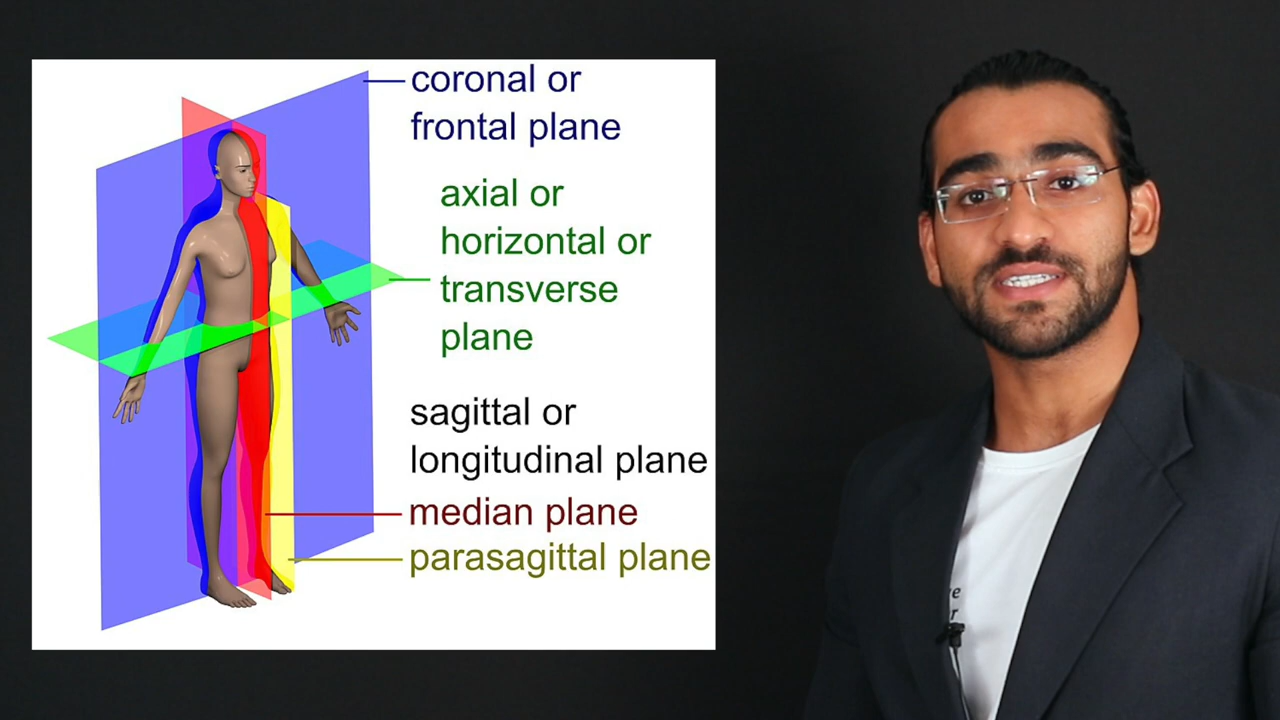 coronal or
frontal plane
axial or
horizontal or
transverse
plane
sagittal or
longitudinal plane
median plane
parasagittal plane